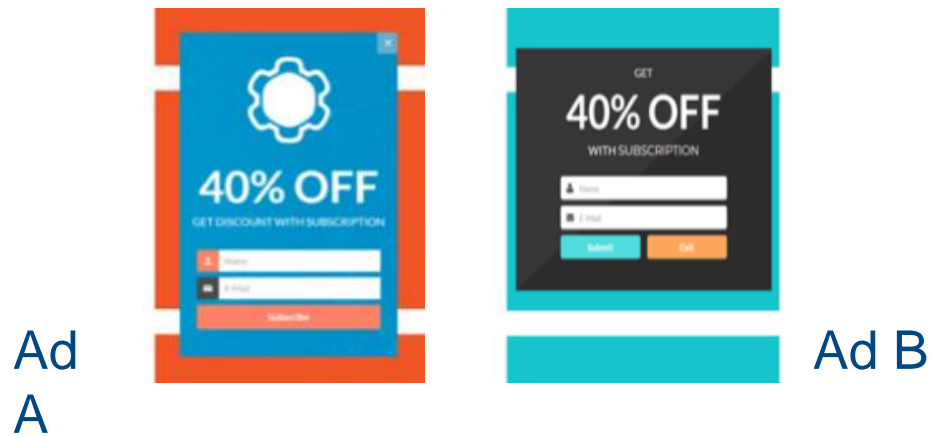 40% OFF
GET DISCOUNT WITH SUBSCRIPTION
Name
E-Mail
Subscribe
Ad
A
GET
40% OFF
WITH SUBSCRIPTION
Name
E-Mail
Submit
Exit
Ad B